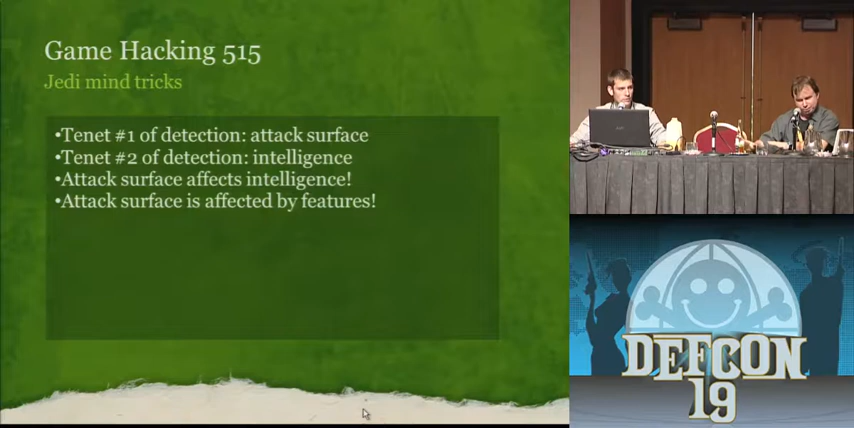 Game Hacking 515
Jedi mind tricks
•Tenet #1 of detection: attack surface
•Tenet #2 of detection: intelligence
•Attack surface affects intelligence!
•Attack surface is affected by features!
DEFCON
19